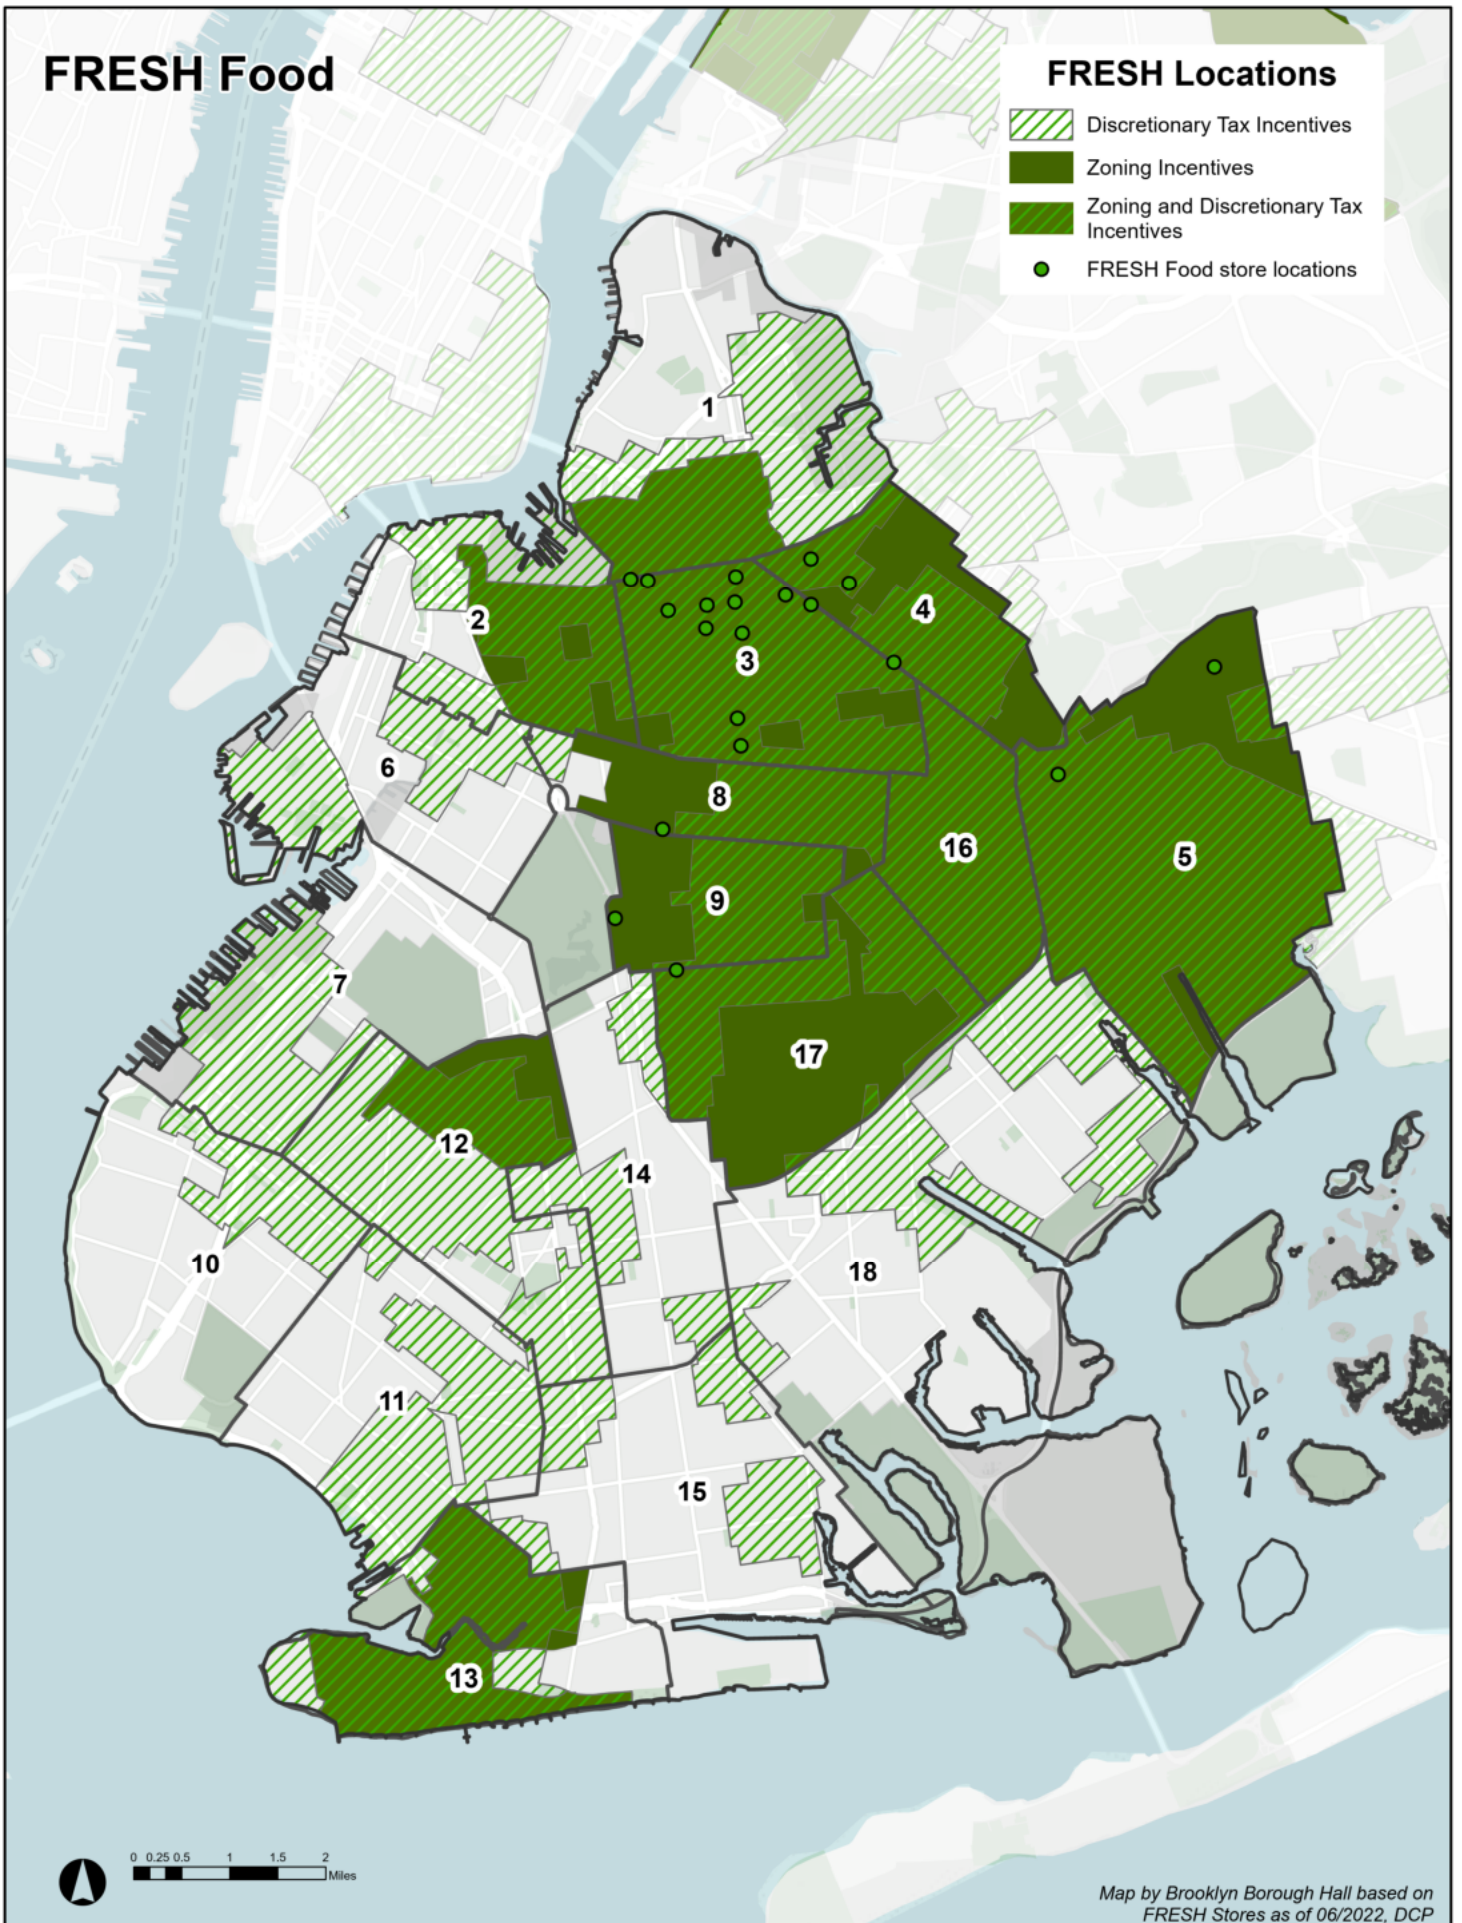 FRESH Food
FRESH Locations
Discretionary Tax Incentives
Zoning Incentives
Zoning and Discretionary Tax
Incentives
FRESH Food store locations
1
2
4
3
6
8
16
5
9
7
17
12
14
10
18
11
15
13
0 0.25 0.5 1 1.5 2
Miles
Map by Brooklyn Borough Hall based on
FRESH Stores as of 06/2022, DCP